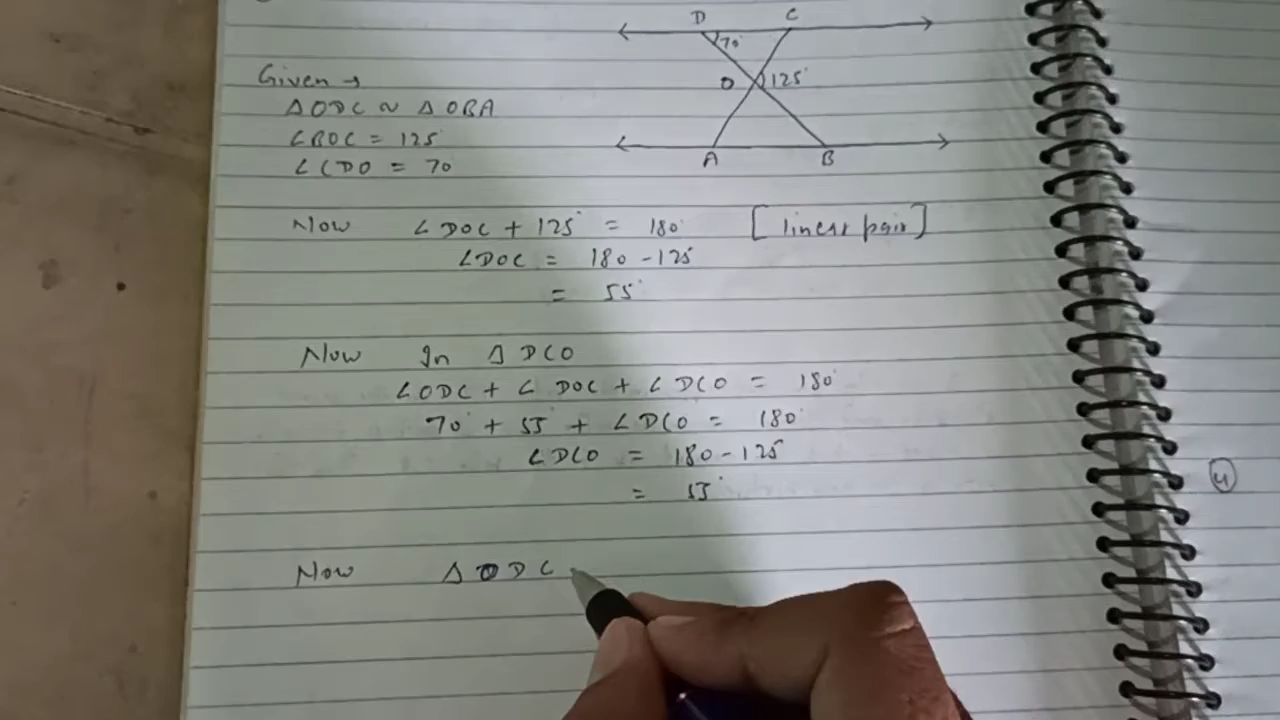 D C
70°
Given →
O 125°
Δ ODC ~ Δ OBA
∠BOC = 125°
∠CDO = 70
A B
Now ∠DOC + 125° = 180° [linear pair]
∠DOC = 180 - 125°
= 55°
Now In Δ DCO
∠ODC + ∠DOC + ∠DCO = 180°
70° + 55° + ∠DCO = 180°
∠DCO = 180 - 125°
= 55°
4
Now Δ ODC